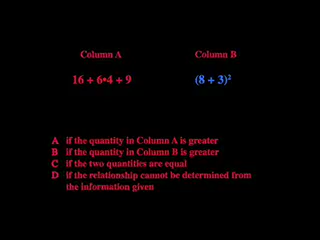 Column A Column B
16 + 6•4 + 9 (8 + 3)²
A if the quantity in Column A is greater
B if the quantity in Column B is greater
C if the two quantities are equal
D if the relationship cannot be determined from
the information given